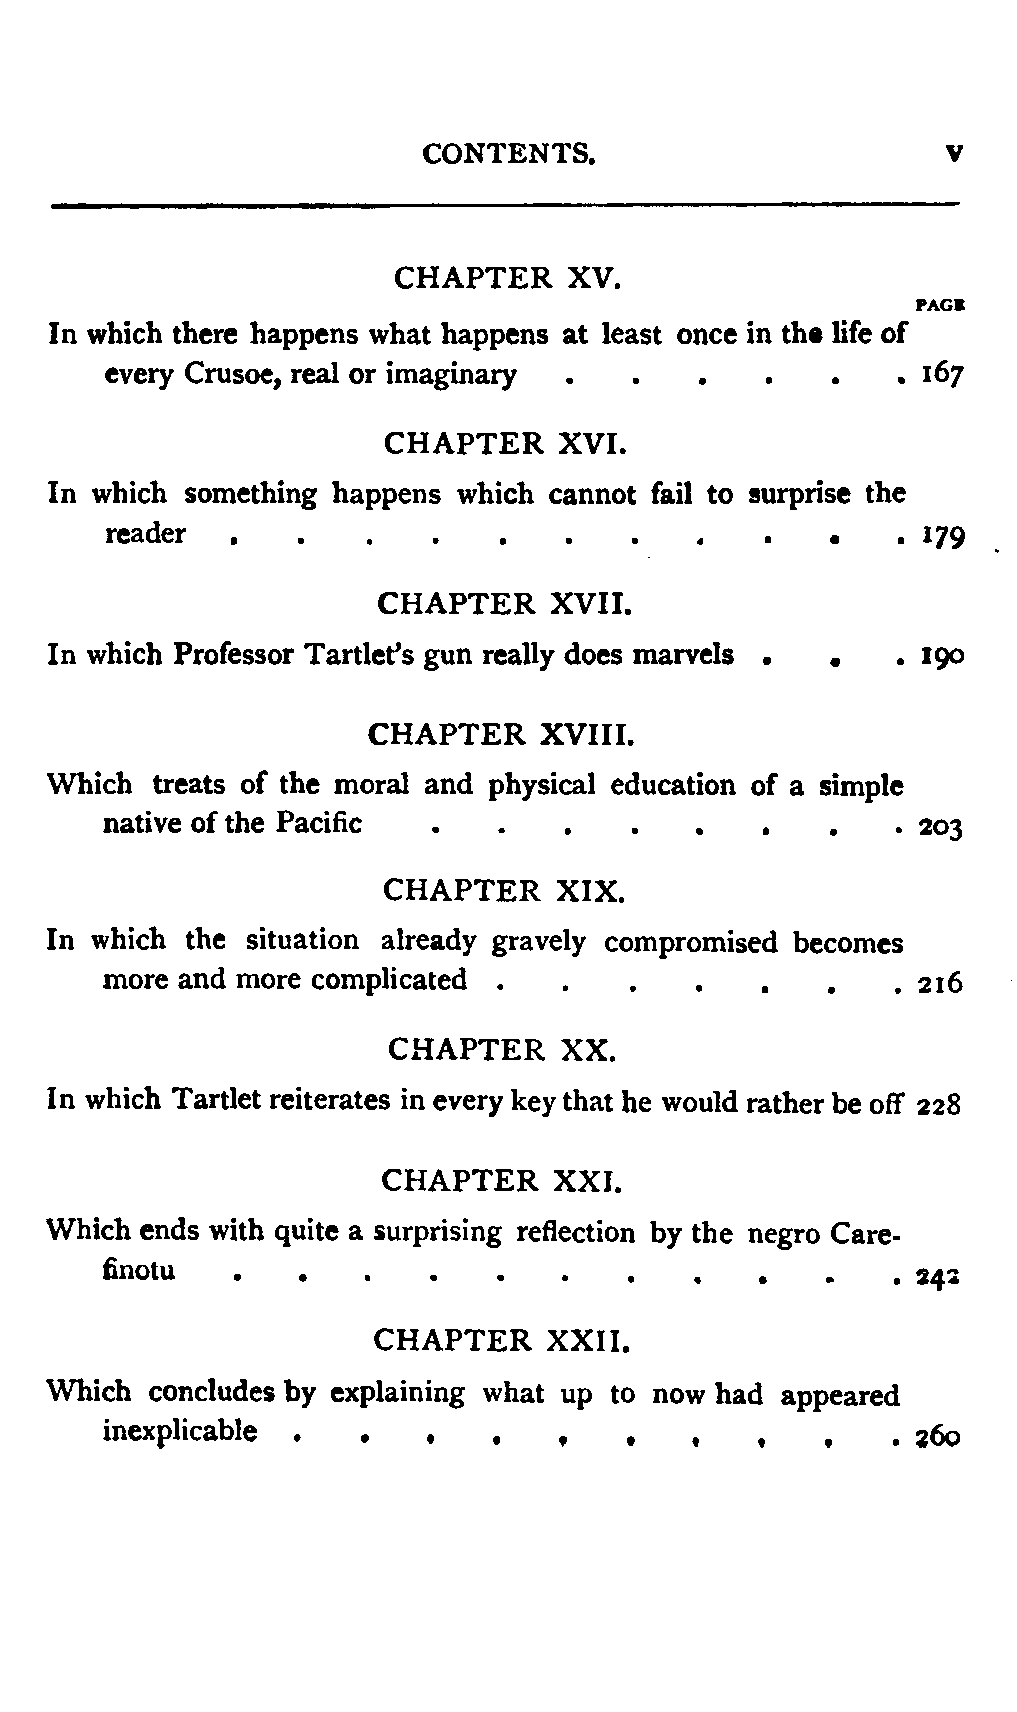 CONTENTS. v
CHAPTER XV.
PAGE
In which there happens what happens at least once in the life of
every Crusoe, real or imaginary . . . . . . 167
CHAPTER XVI.
In which something happens which cannot fail to surprise the
reader . . . . . . . . . . . 179
CHAPTER XVII.
In which Professor Tartlet's gun really does marvels . . . 190
CHAPTER XVIII.
Which treats of the moral and physical education of a simple
native of the Pacific . . . . . . . . 203
CHAPTER XIX.
In which the situation already gravely compromised becomes
more and more complicated . . . . . . . 216
CHAPTER XX.
In which Tartlet reiterates in every key that he would rather be off 228
CHAPTER XXI.
Which ends with quite a surprising reflection by the negro Care-
finotu . . . . . . . . . . . 242
CHAPTER XXII.
Which concludes by explaining what up to now had appeared
inexplicable . . . . . . . . . . 260